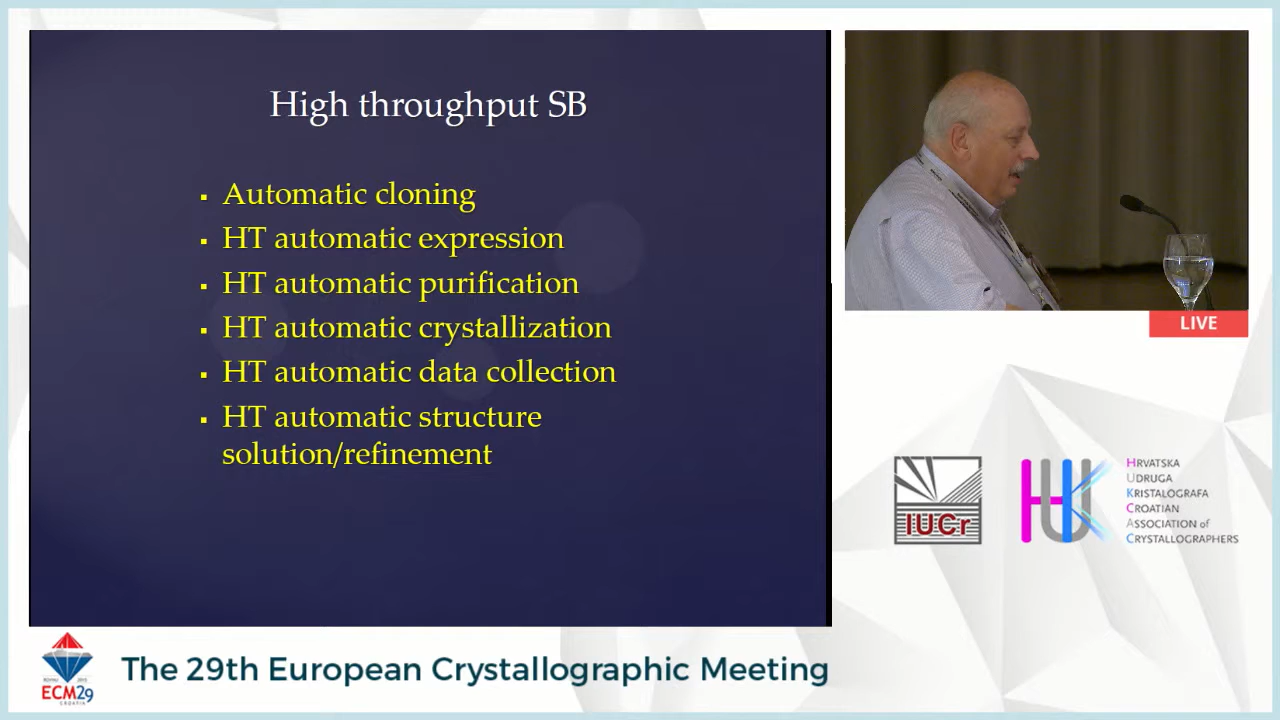 High throughput SB
▪ Automatic cloning
▪ HT automatic expression
▪ HT automatic purification
▪ HT automatic crystallization
▪ HT automatic data collection
▪ HT automatic structure
solution/refinement
LIVE
IUCr
HUK
HRVATSKA
UDRUGA
KRISTALOGRAFA
CROATIAN
ASSOCIATION of
CRYSTALLOGRAPHERS
ECM29
CROATIA
The 29th European Crystallographic Meeting